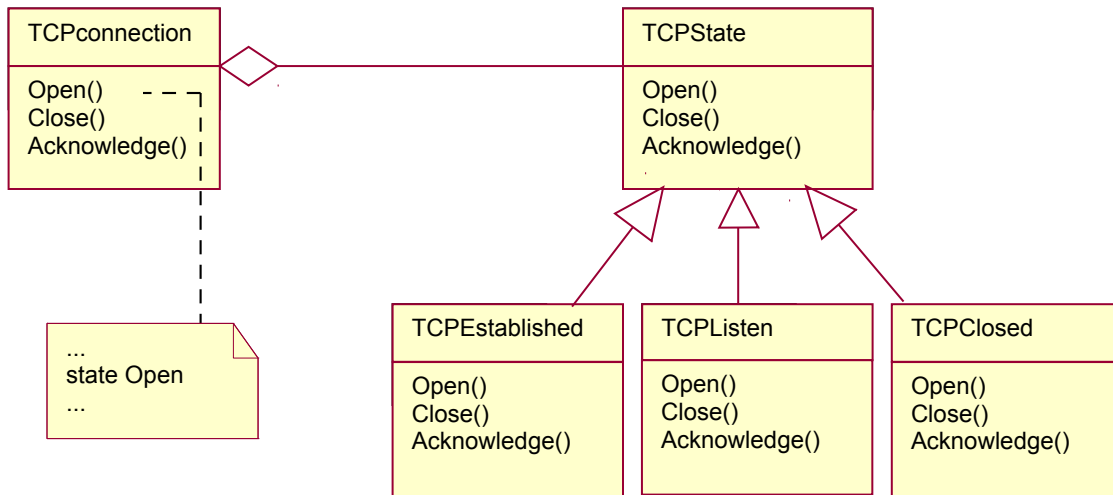 TCPconnection
Open()
Close()
Acknowledge()
TCPState
Open()
Close()
Acknowledge()
...
state Open
...
TCPEstablished
Open()
Close()
Acknowledge()
TCPListen
Open()
Close()
Acknowledge()
TCPClosed
Open()
Close()
Acknowledge()